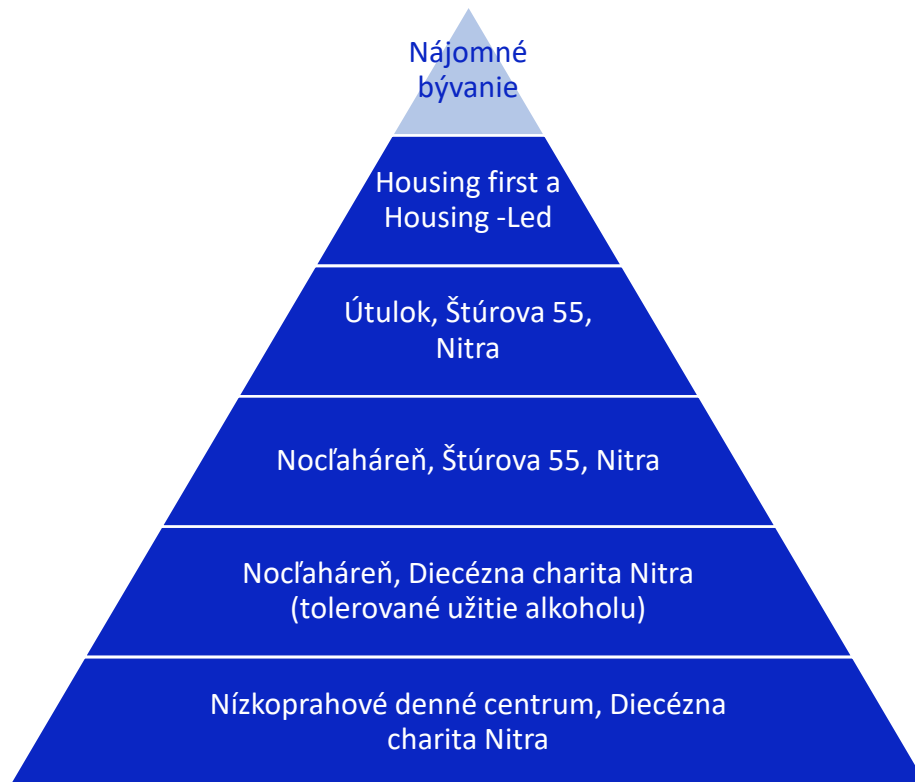 Nájomné
bývanie
Housing first a
Housing -Led
Útulok, Štúrova 55,
Nitra
Nocľaháreň, Štúrova 55, Nitra
Nocľaháreň, Diecézna charita Nitra
(tolerované užitie alkoholu)
Nízkoprahové denné centrum, Diecézna
charita Nitra